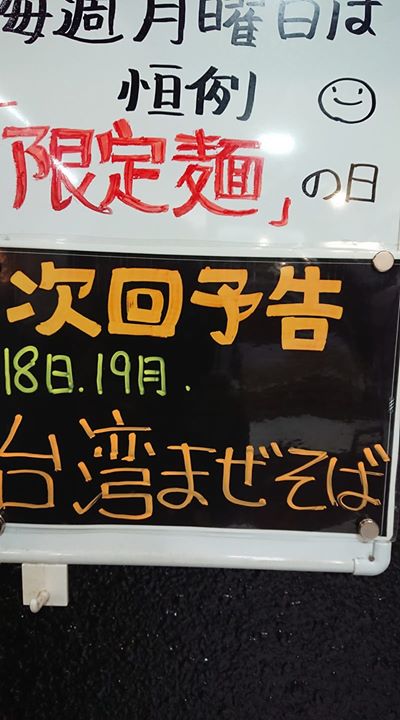 毎週月曜日は
恒例
「限定麺」の日
次回予告
18日.19月.
台湾まぜそば